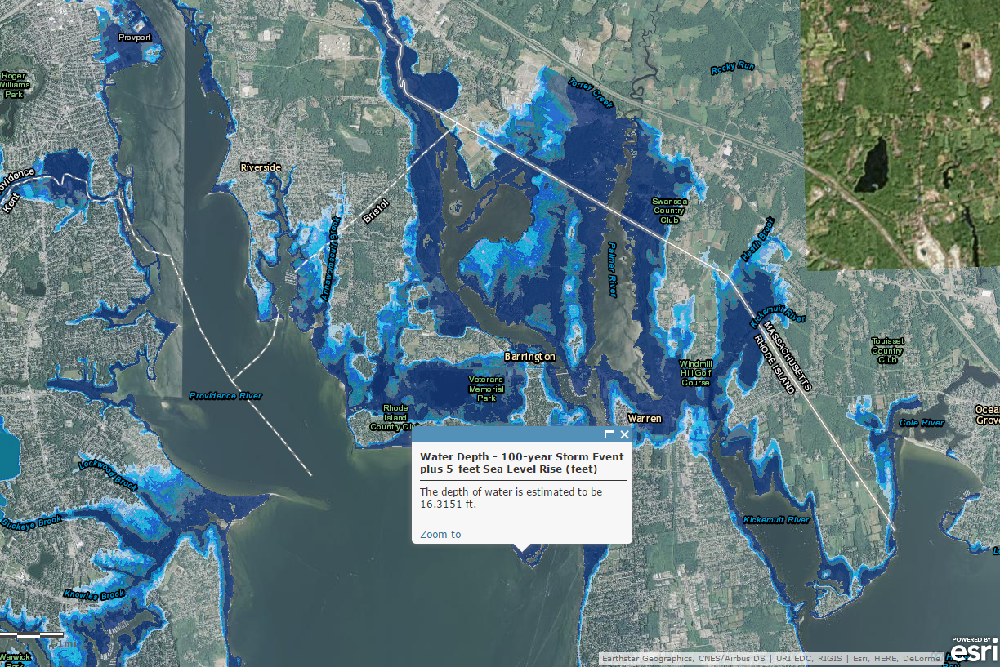 Provport
Roger
Williams
Park
Torrey Creek
Rocky Run
Providence
Kent
Riverside
Bristol
Annawomscutt Brook
Swansea
Country
Club
Heath Brook
Palmer River
Kickemuit River
MASSACHUSETTS
RHODE ISLAND
Touisset
Country
Club
Barrington
Windmill
Hill Golf
Course
Veterans
Memorial
Park
Providence River
Rhode
Island
Country Club
Warren
Ocean
Grove
Cole River
Water Depth - 100-year Storm Event
plus 5-feet Sea Level Rise (feet)
The depth of water is estimated to be
16.3151 ft.
Zoom to
Lockwood Brook
Buckeye Brook
Kickemuit River
Knowles Brook
1mi
Warwick
Park
POWERED BY
esri
Earthstar Geographics, CNES/Airbus DS | URI EDC, RIGIS | Esri, HERE, DeLorme